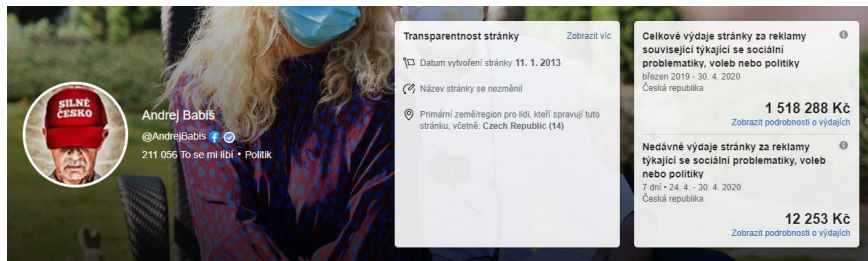 SILNÉ
ČESKO
Andrej Babiš
@AndrejBabis
211 056 To se mi líbí • Politik
Transparentnost stránky
Zobrazit víc
Datum vytvoření stránky 11. 1. 2013
Název stránky se nezměnil
Primární země/region pro lidi, kteří spravují tuto
stránku, včetně: Czech Republic (14)
Celkové výdaje stránky za reklamy
související týkající se sociální
problematiky, voleb nebo politiky
březen 2019 - 30. 4. 2020
Česká republika
1 518 288 Kč
Zobrazit podrobnosti o výdajích
Nedávné výdaje stránky za reklamy
týkající se sociální problematiky, voleb
nebo politiky
7 dní • 24. 4. - 30. 4. 2020
Česká republika
12 253 Kč
Zobrazit podrobnosti o výdajích